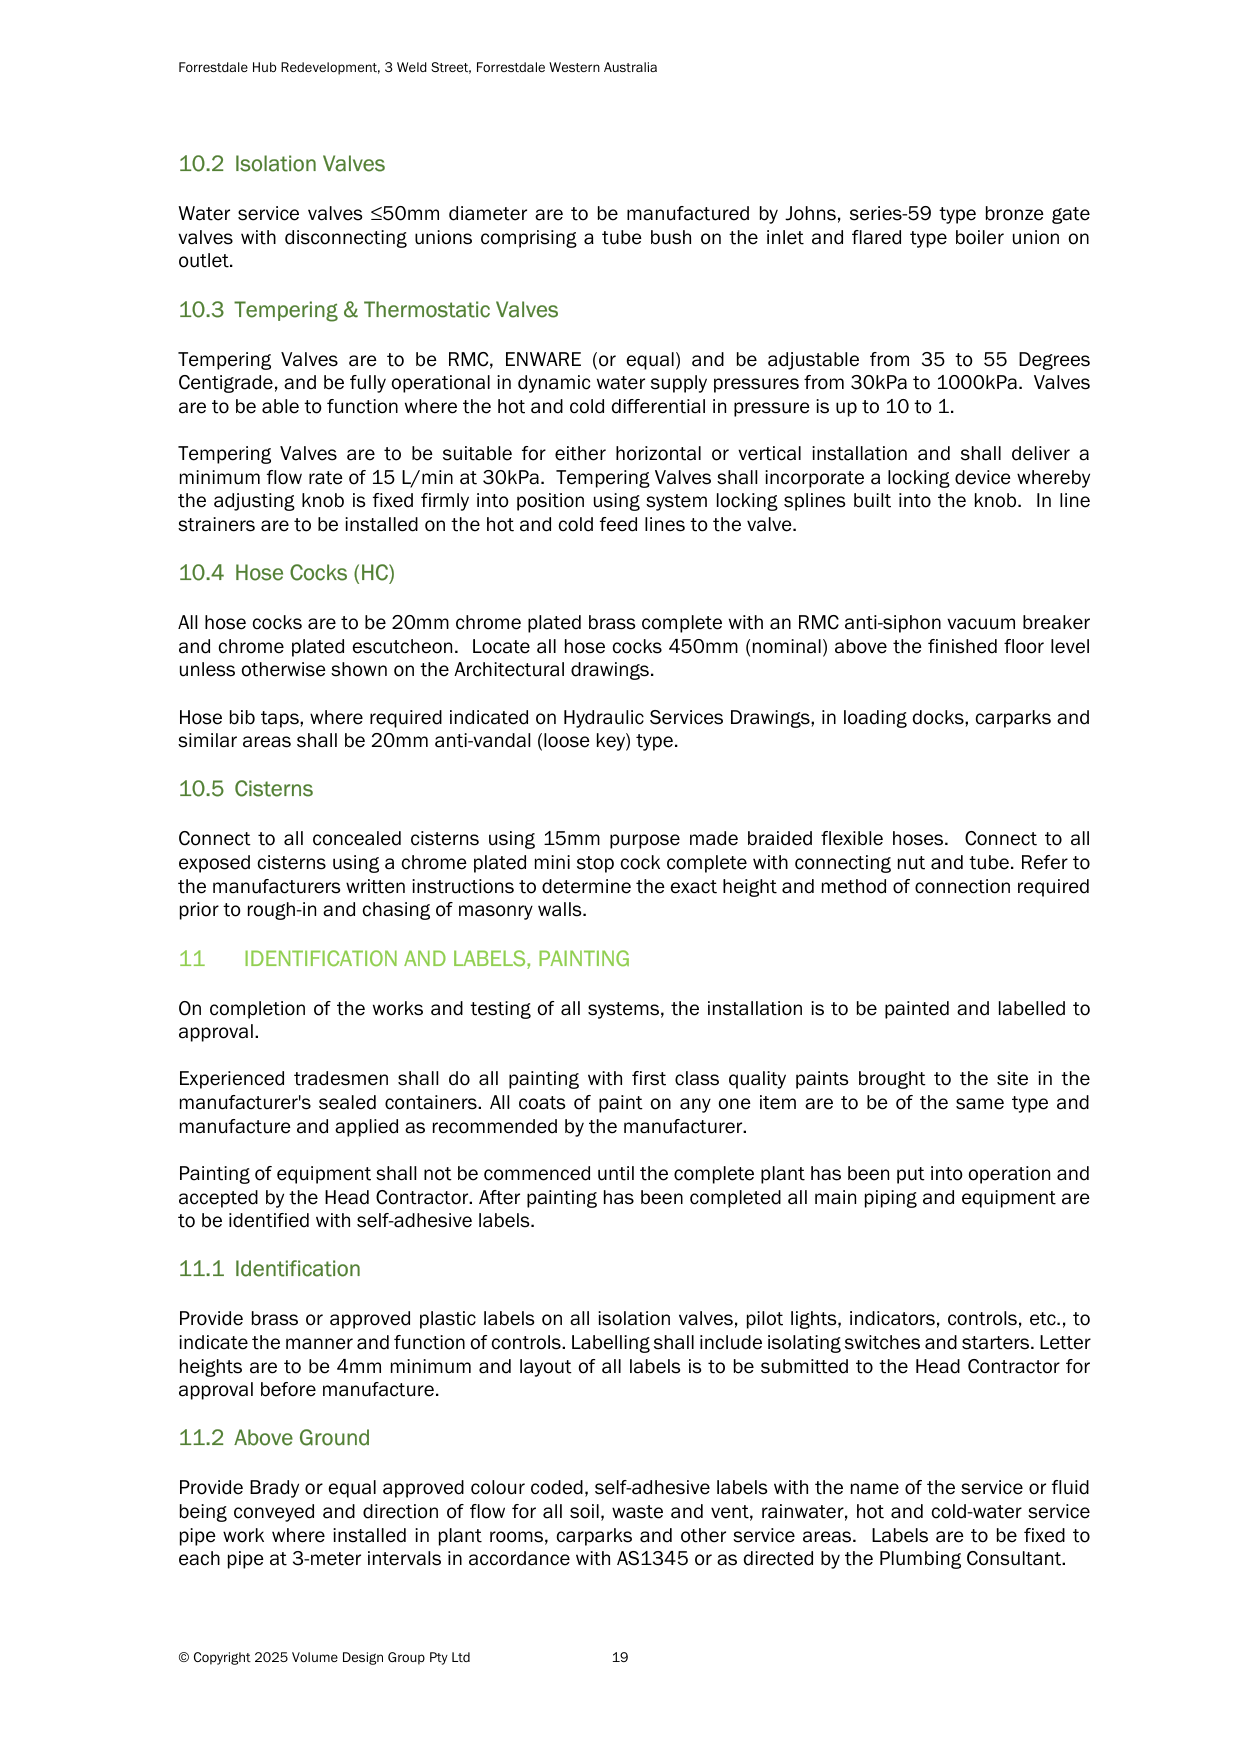 Forrestdale Hub Redevelopment, 3 Weld Street, Forrestdale Western Australia
10.2 Isolation Valves
Water service valves ≤50mm diameter are to be manufactured by Johns, series-59 type bronze gate
valves with disconnecting unions comprising a tube bush on the inlet and flared type boiler union on
outlet.
10.3 Tempering & Thermostatic Valves
Tempering Valves are to be RMC, ENWARE (or equal) and be adjustable from 35 to 55 Degrees
Centigrade, and be fully operational in dynamic water supply pressures from 30kPa to 1000kPa. Valves
are to be able to function where the hot and cold differential in pressure is up to 10 to 1.
Tempering Valves are to be suitable for either horizontal or vertical installation and shall deliver a
minimum flow rate of 15 L/min at 30kPa. Tempering Valves shall incorporate a locking device whereby
the adjusting knob is fixed firmly into position using system locking splines built into the knob. In line
strainers are to be installed on the hot and cold feed lines to the valve.
10.4 Hose Cocks (HC)
All hose cocks are to be 20mm chrome plated brass complete with an RMC anti-siphon vacuum breaker
and chrome plated escutcheon. Locate all hose cocks 450mm (nominal) above the finished floor level
unless otherwise shown on the Architectural drawings.
Hose bib taps, where required indicated on Hydraulic Services Drawings, in loading docks, carparks and
similar areas shall be 20mm anti-vandal (loose key) type.
10.5 Cisterns
Connect to all concealed cisterns using 15mm purpose made braided flexible hoses. Connect to all
exposed cisterns using a chrome plated mini stop cock complete with connecting nut and tube. Refer to
the manufacturers written instructions to determine the exact height and method of connection required
prior to rough-in and chasing of masonry walls.
11 IDENTIFICATION AND LABELS, PAINTING
On completion of the works and testing of all systems, the installation is to be painted and labelled to
approval.
Experienced tradesmen shall do all painting with first class quality paints brought to the site in the
manufacturer's sealed containers. All coats of paint on any one item are to be of the same type and
manufacture and applied as recommended by the manufacturer.
Painting of equipment shall not be commenced until the complete plant has been put into operation and
accepted by the Head Contractor. After painting has been completed all main piping and equipment are
to be identified with self-adhesive labels.
11.1 Identification
Provide brass or approved plastic labels on all isolation valves, pilot lights, indicators, controls, etc., to
indicate the manner and function of controls. Labelling shall include isolating switches and starters. Letter
heights are to be 4mm minimum and layout of all labels is to be submitted to the Head Contractor for
approval before manufacture.
11.2 Above Ground
Provide Brady or equal approved colour coded, self-adhesive labels with the name of the service or fluid
being conveyed and direction of flow for all soil, waste and vent, rainwater, hot and cold-water service
pipe work where installed in plant rooms, carparks and other service areas. Labels are to be fixed to
each pipe at 3-meter intervals in accordance with AS1345 or as directed by the Plumbing Consultant.
© Copyright 2025 Volume Design Group Pty Ltd 19